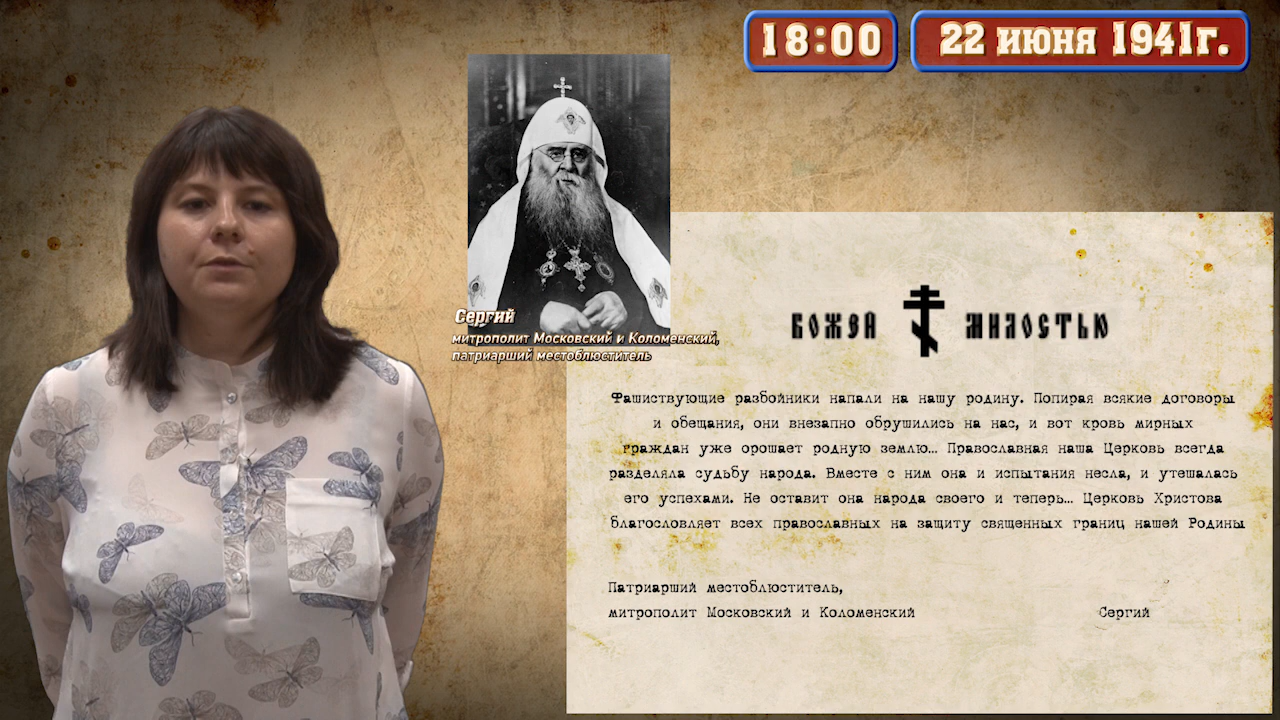 18:00
22 июня 1941г.
Сергий
митрополит Московский и Коломенский,
патриарший местоблюститель
БОЖЕЙ МИЛОСТЬЮ
Фашиствующие разбойники напали на нашу родину. Попирая всякие договоры
и обещания, они внезапно обрушились на нас, и вот кровь мирных
граждан уже орошает родную землю... Православная наша Церковь всегда
разделяла судьбу народа. Вместе с ним она и испытания несла, и утешалась
его успехами. Не оставит она народа своего и теперь... Церковь Христова
благословляет всех православных на защиту священных границ нашей Родины
Патриарший местоблюститель,
митрополит Московский и Коломенский Сергий